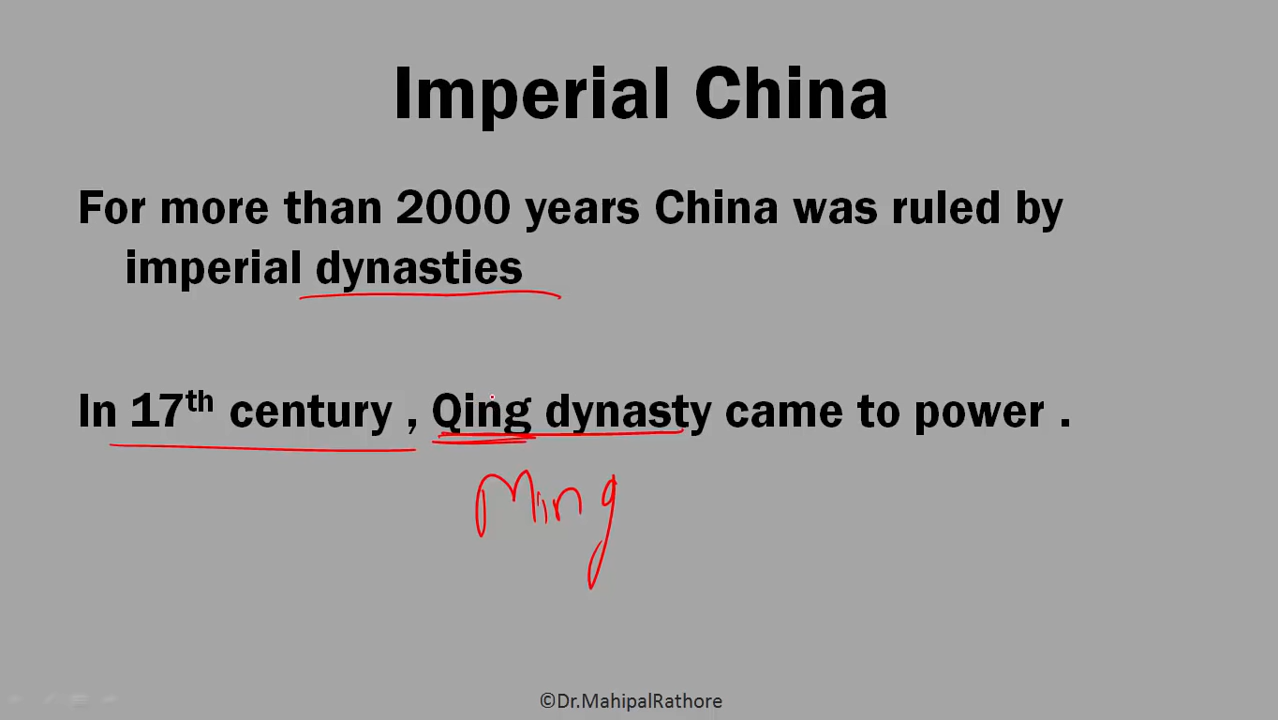 Imperial China
For more than 2000 years China was ruled by
imperial dynasties
In 17th century , Qing dynasty came to power .
Ming
©Dr.MahipalRathore